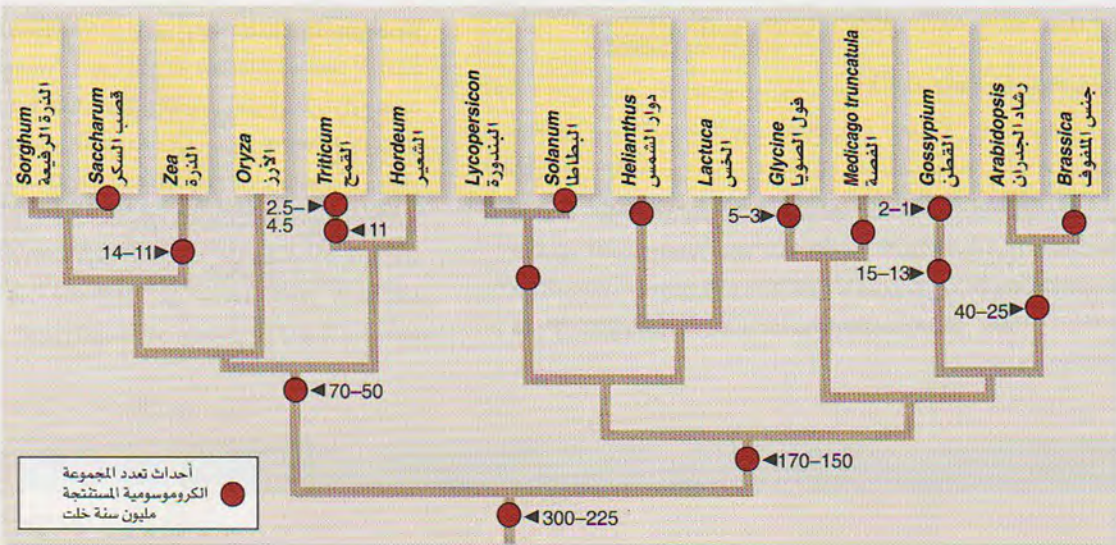 Sorghum
الذرة الرفيعة
Saccharum
قصب السكر
Zea
الذرة
Oryza
الأرز
Triticum
القمح
Hordeum
الشعير
Lycopersicon
البندورة
Solanum
البطاطا
Helianthus
دوار الشمس
Lactuca
الخس
Glycine
فول الصويا
Medicago truncatula
الفصة
Gossypium
القطن
Arabidopsis
رشاد الجدران
Brassica
جنس الملفوف
2.5–
4.5
11
14–11
5–3
2–1
15–13
40–25
70–50
170–150
300–225
أحداث تعدد المجموعة
الكروموسومية المستنتجة
مليون سنة خلت